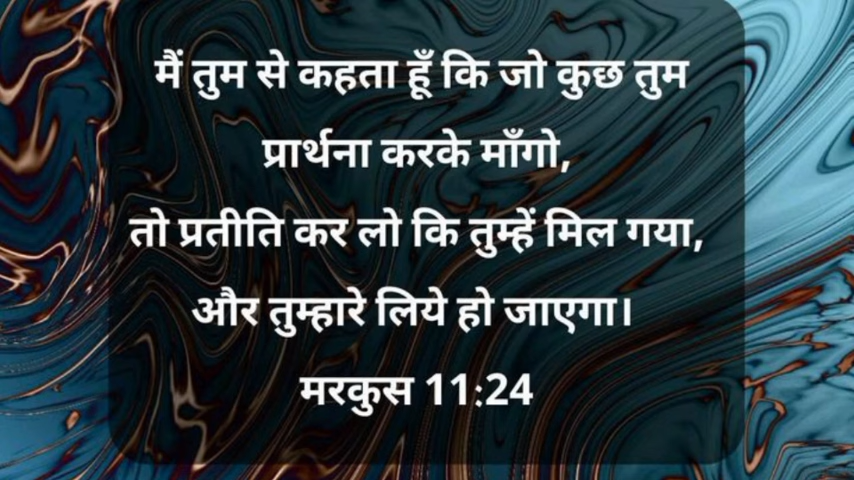 मैं तुम से कहता हूँ कि जो कुछ तुम
प्रार्थना करके माँगो,
तो प्रतीति कर लो कि तुम्हें मिल गया,
और तुम्हारे लिये हो जाएगा।
मरकुस 11:24